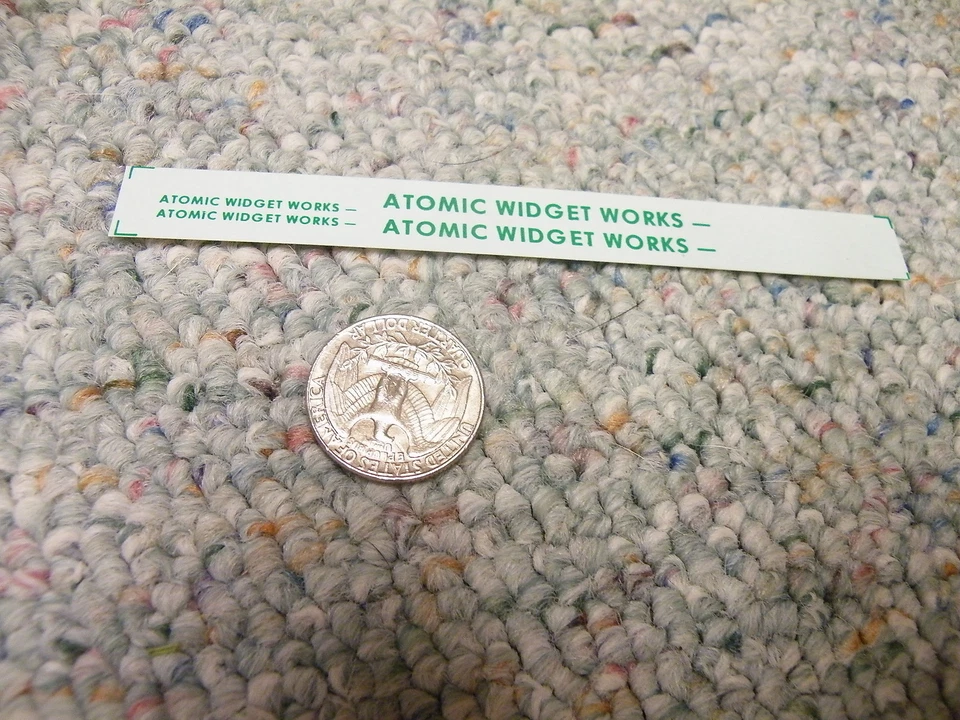 ATOMIC WIDGET WORKS —
ATOMIC WIDGET WORKS —
ATOMIC WIDGET WORKS —
ATOMIC WIDGET WORKS —
UNITED STATES OF AMERICA
QUARTER DOLLAR